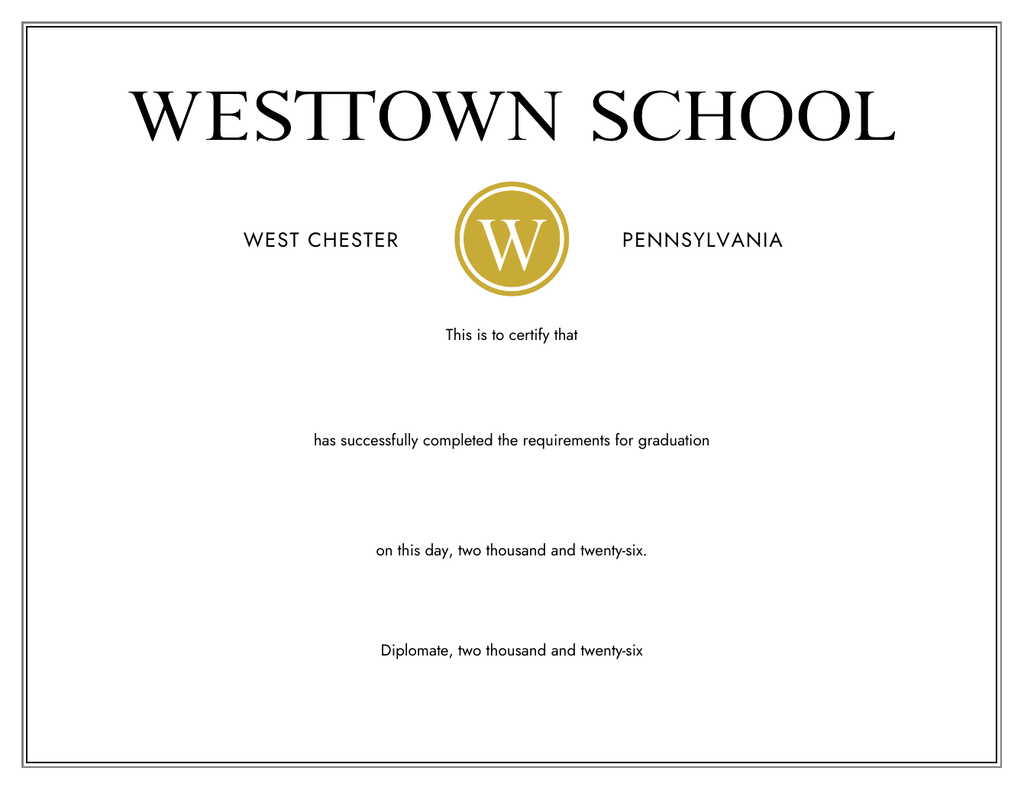 WESTTOWN SCHOOL
WEST CHESTER W PENNSYLVANIA
This is to certify that
has successfully completed the requirements for graduation
on this day, two thousand and twenty-six.
Diplomate, two thousand and twenty-six